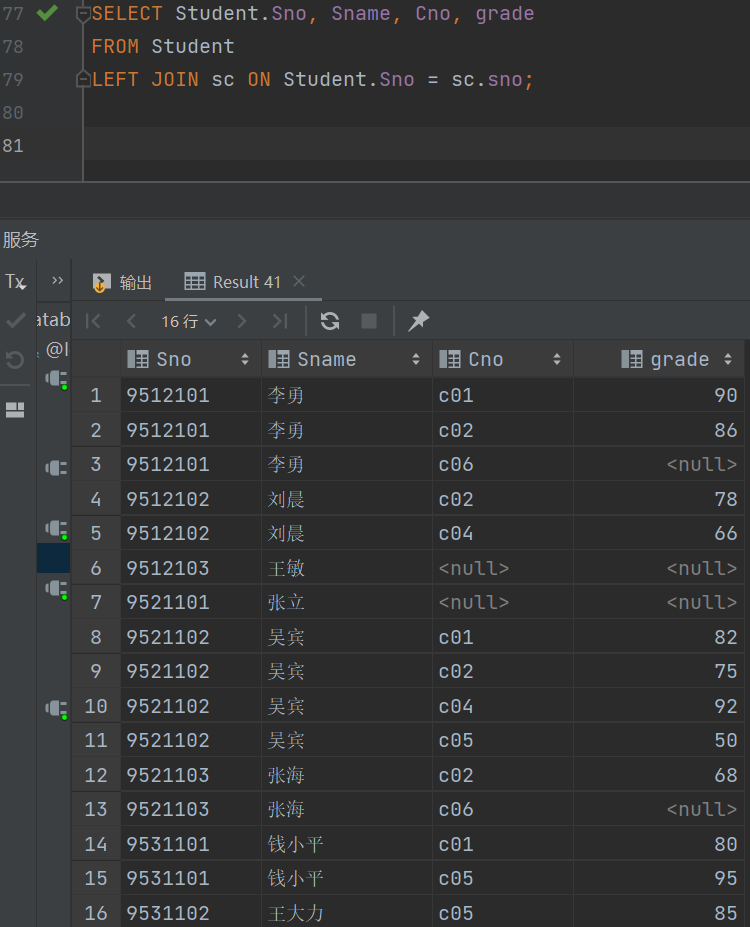 77 SELECT Student.Sno, Sname, Cno, grade
78 FROM Student
79 LEFT JOIN sc ON Student.Sno = sc.sno;
80
81
服务
Tx » 输出 Result 41 ×
16 行
atab
@l
Sno Sname Cno grade
1 9512101 李勇 c01 90
2 9512101 李勇 c02 86
3 9512101 李勇 c06 <null>
4 9512102 刘晨 c02 78
5 9512102 刘晨 c04 66
6 9512103 王敏 <null> <null>
7 9521101 张立 <null> <null>
8 9521102 吴宾 c01 82
9 9521102 吴宾 c02 75
10 9521102 吴宾 c04 92
11 9521102 吴宾 c05 50
12 9521103 张海 c02 68
13 9521103 张海 c06 <null>
14 9531101 钱小平 c01 80
15 9531101 钱小平 c05 95
16 9531102 王大力 c05 85